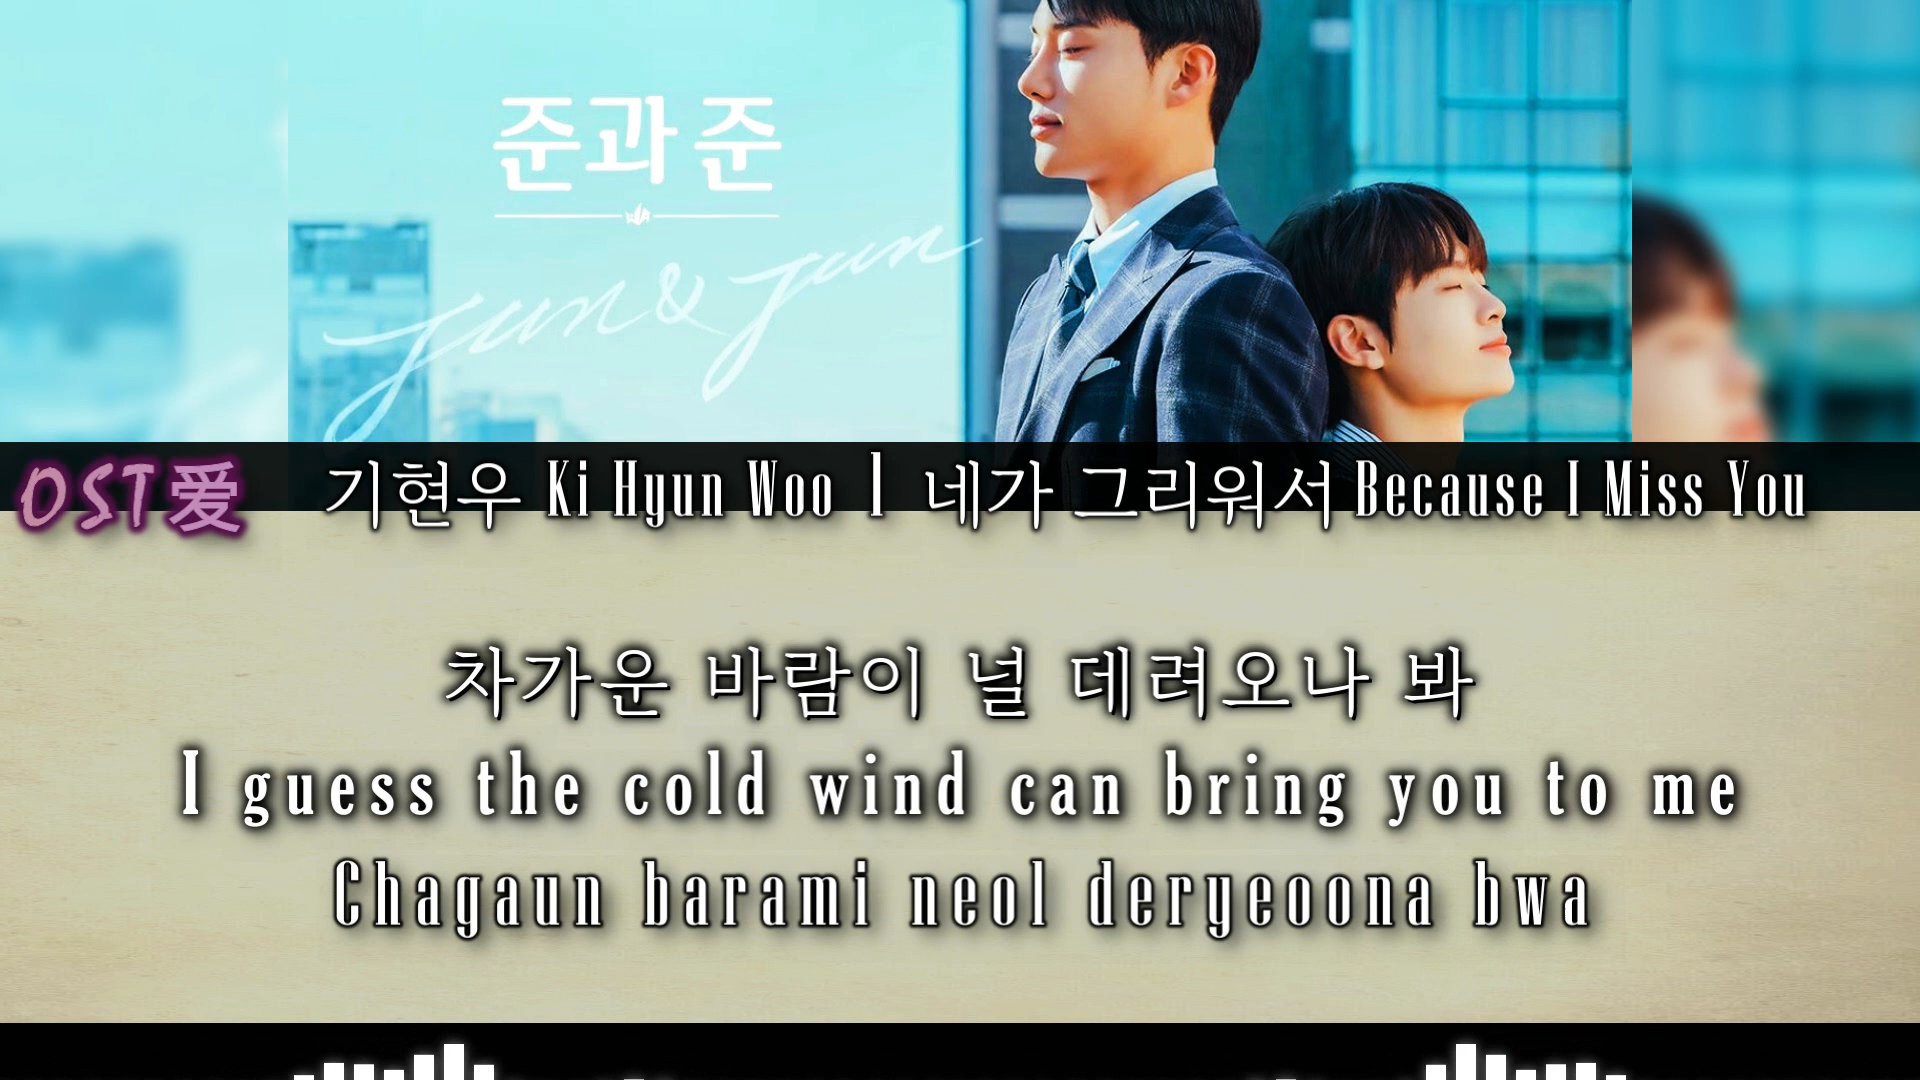 준과 준
Jun & Jun
OST爱 기현우 Ki Hyun Woo | 네가 그리워서 Because I Miss You
차가운 바람이 널 데려오나 봐
I guess the cold wind can bring you to me
Chagaun barami neol deryeoona bwa